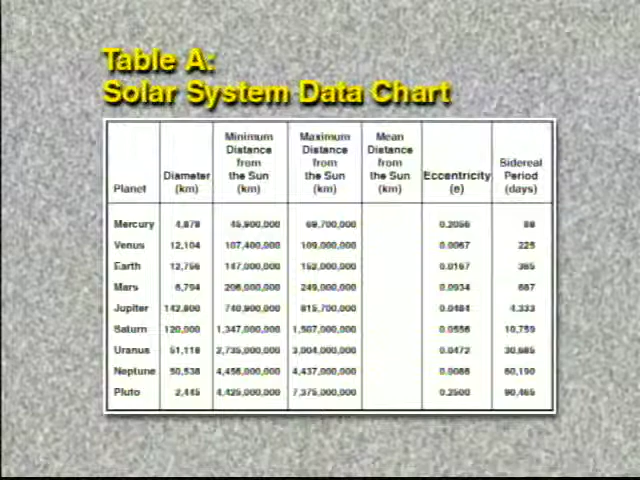 Table A:
Solar System Data Chart
Planet Diameter (km) Minimum Distance from the Sun (km) Maximum Distance from the Sun (km) Mean Distance from the Sun (km) Eccentricity (e) Sidereal Period (days)
Mercury 4,878 45,900,000 69,700,000 0.2056 88
Venus 12,104 107,400,000 109,000,000 0.0067 225
Earth 12,756 147,000,000 152,000,000 0.0167 365
Mars 6,794 206,000,000 249,000,000 0.0934 687
Jupiter 142,800 740,900,000 815,700,000 0.0484 4,333
Saturn 120,000 1,347,000,000 1,507,000,000 0.0556 10,759
Uranus 51,118 2,735,000,000 3,004,000,000 0.0472 30,685
Neptune 50,538 4,456,000,000 4,437,000,000 60,190
Pluto 2,445 4,425,000,000 7,375,000,000 0.2500 90,465